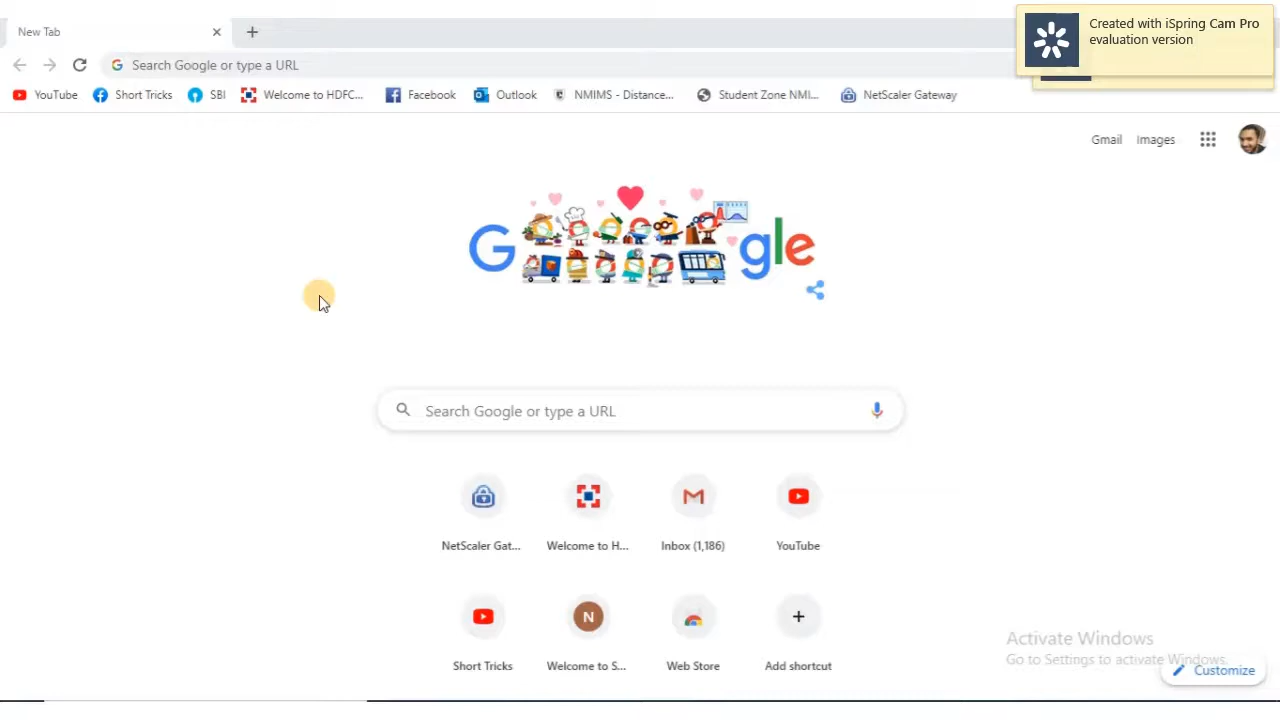 New Tab
Created with iSpring Cam Pro
evaluation version
Search Google or type a URL
YouTube Short Tricks SBI Welcome to HDFC... Facebook Outlook NMIMS - Distance... Student Zone NMI... NetScaler Gateway
Gmail Images
G gle
Search Google or type a URL
NetScaler Gat... Welcome to H... Inbox (1,186) YouTube
N
Short Tricks Welcome to S... Web Store Add shortcut
Activate Windows
Go to Settings to activate Windows.
Customize